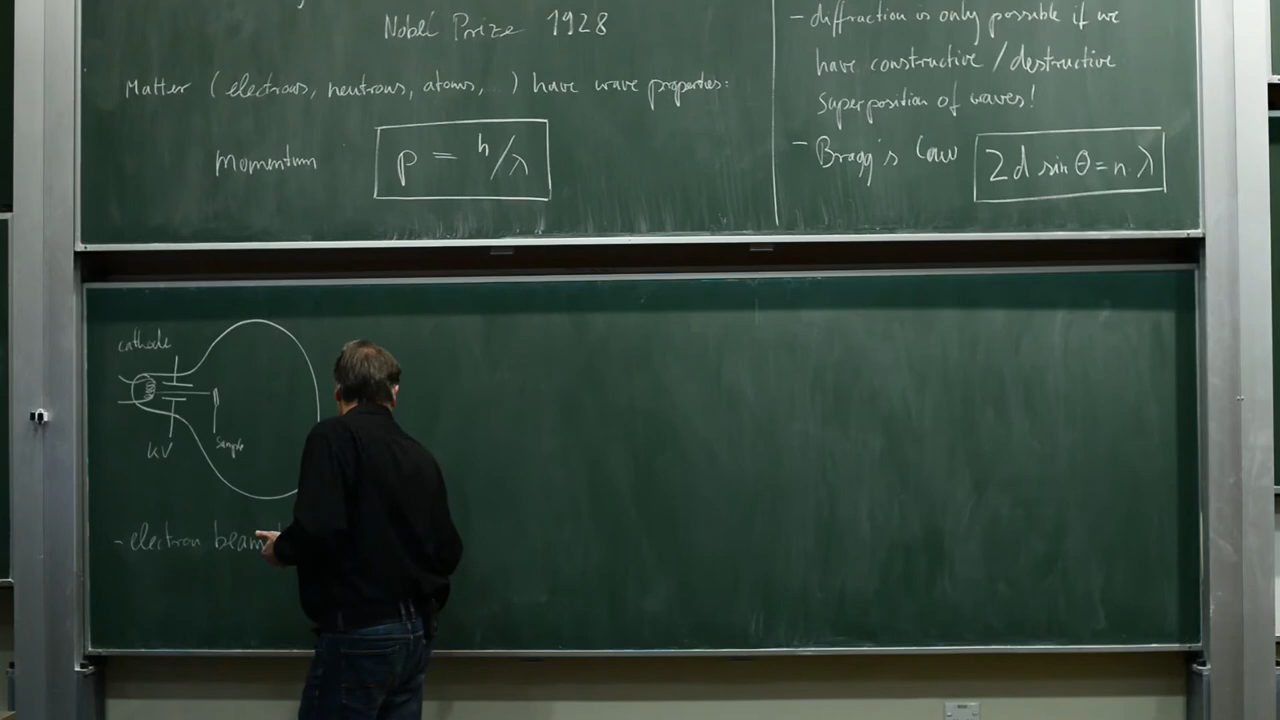 Nobel Prize 1928
Matter (electrons, neutrons, atoms, ...) have wave properties:
Momentum p = h/λ
- diffraction is only possible if we
have constructive / destructive
superposition of waves!
- Bragg's Law 2 d sin θ = n λ
cathode
KV
Sample
- electron beam